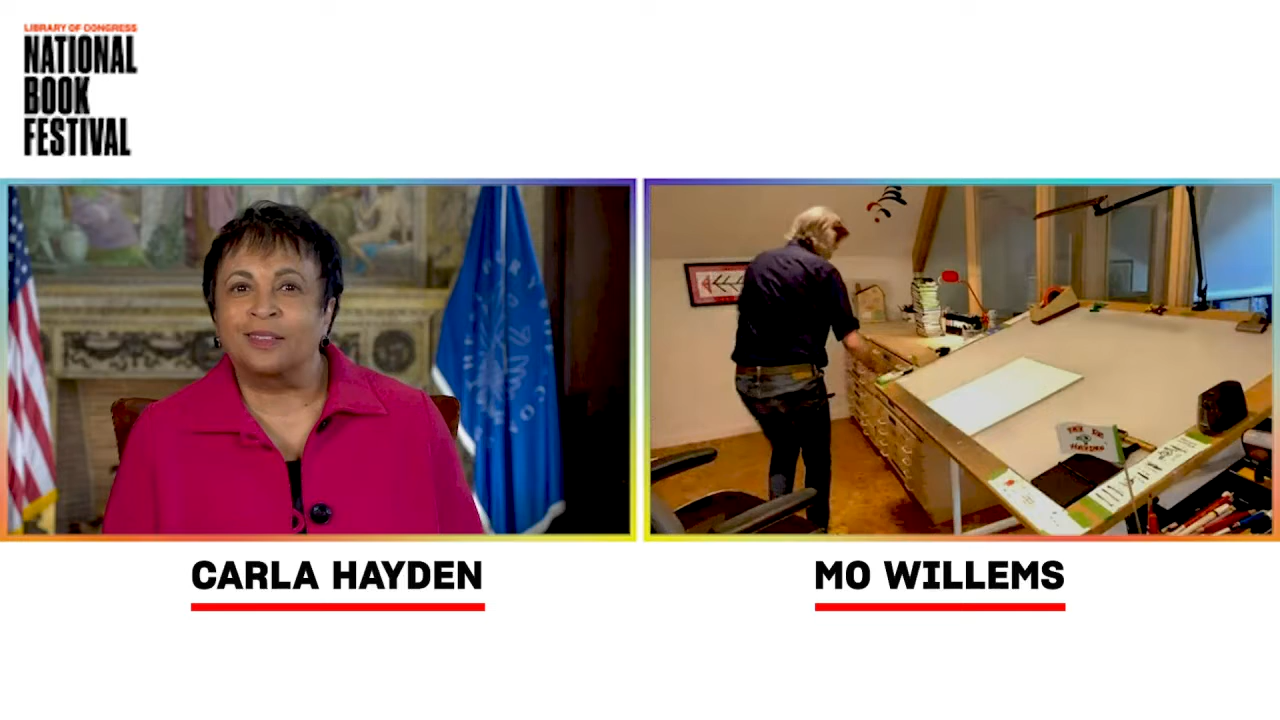 LIBRARY OF CONGRESS
NATIONAL
BOOK
FESTIVAL
CARLA HAYDEN
MO WILLEMS